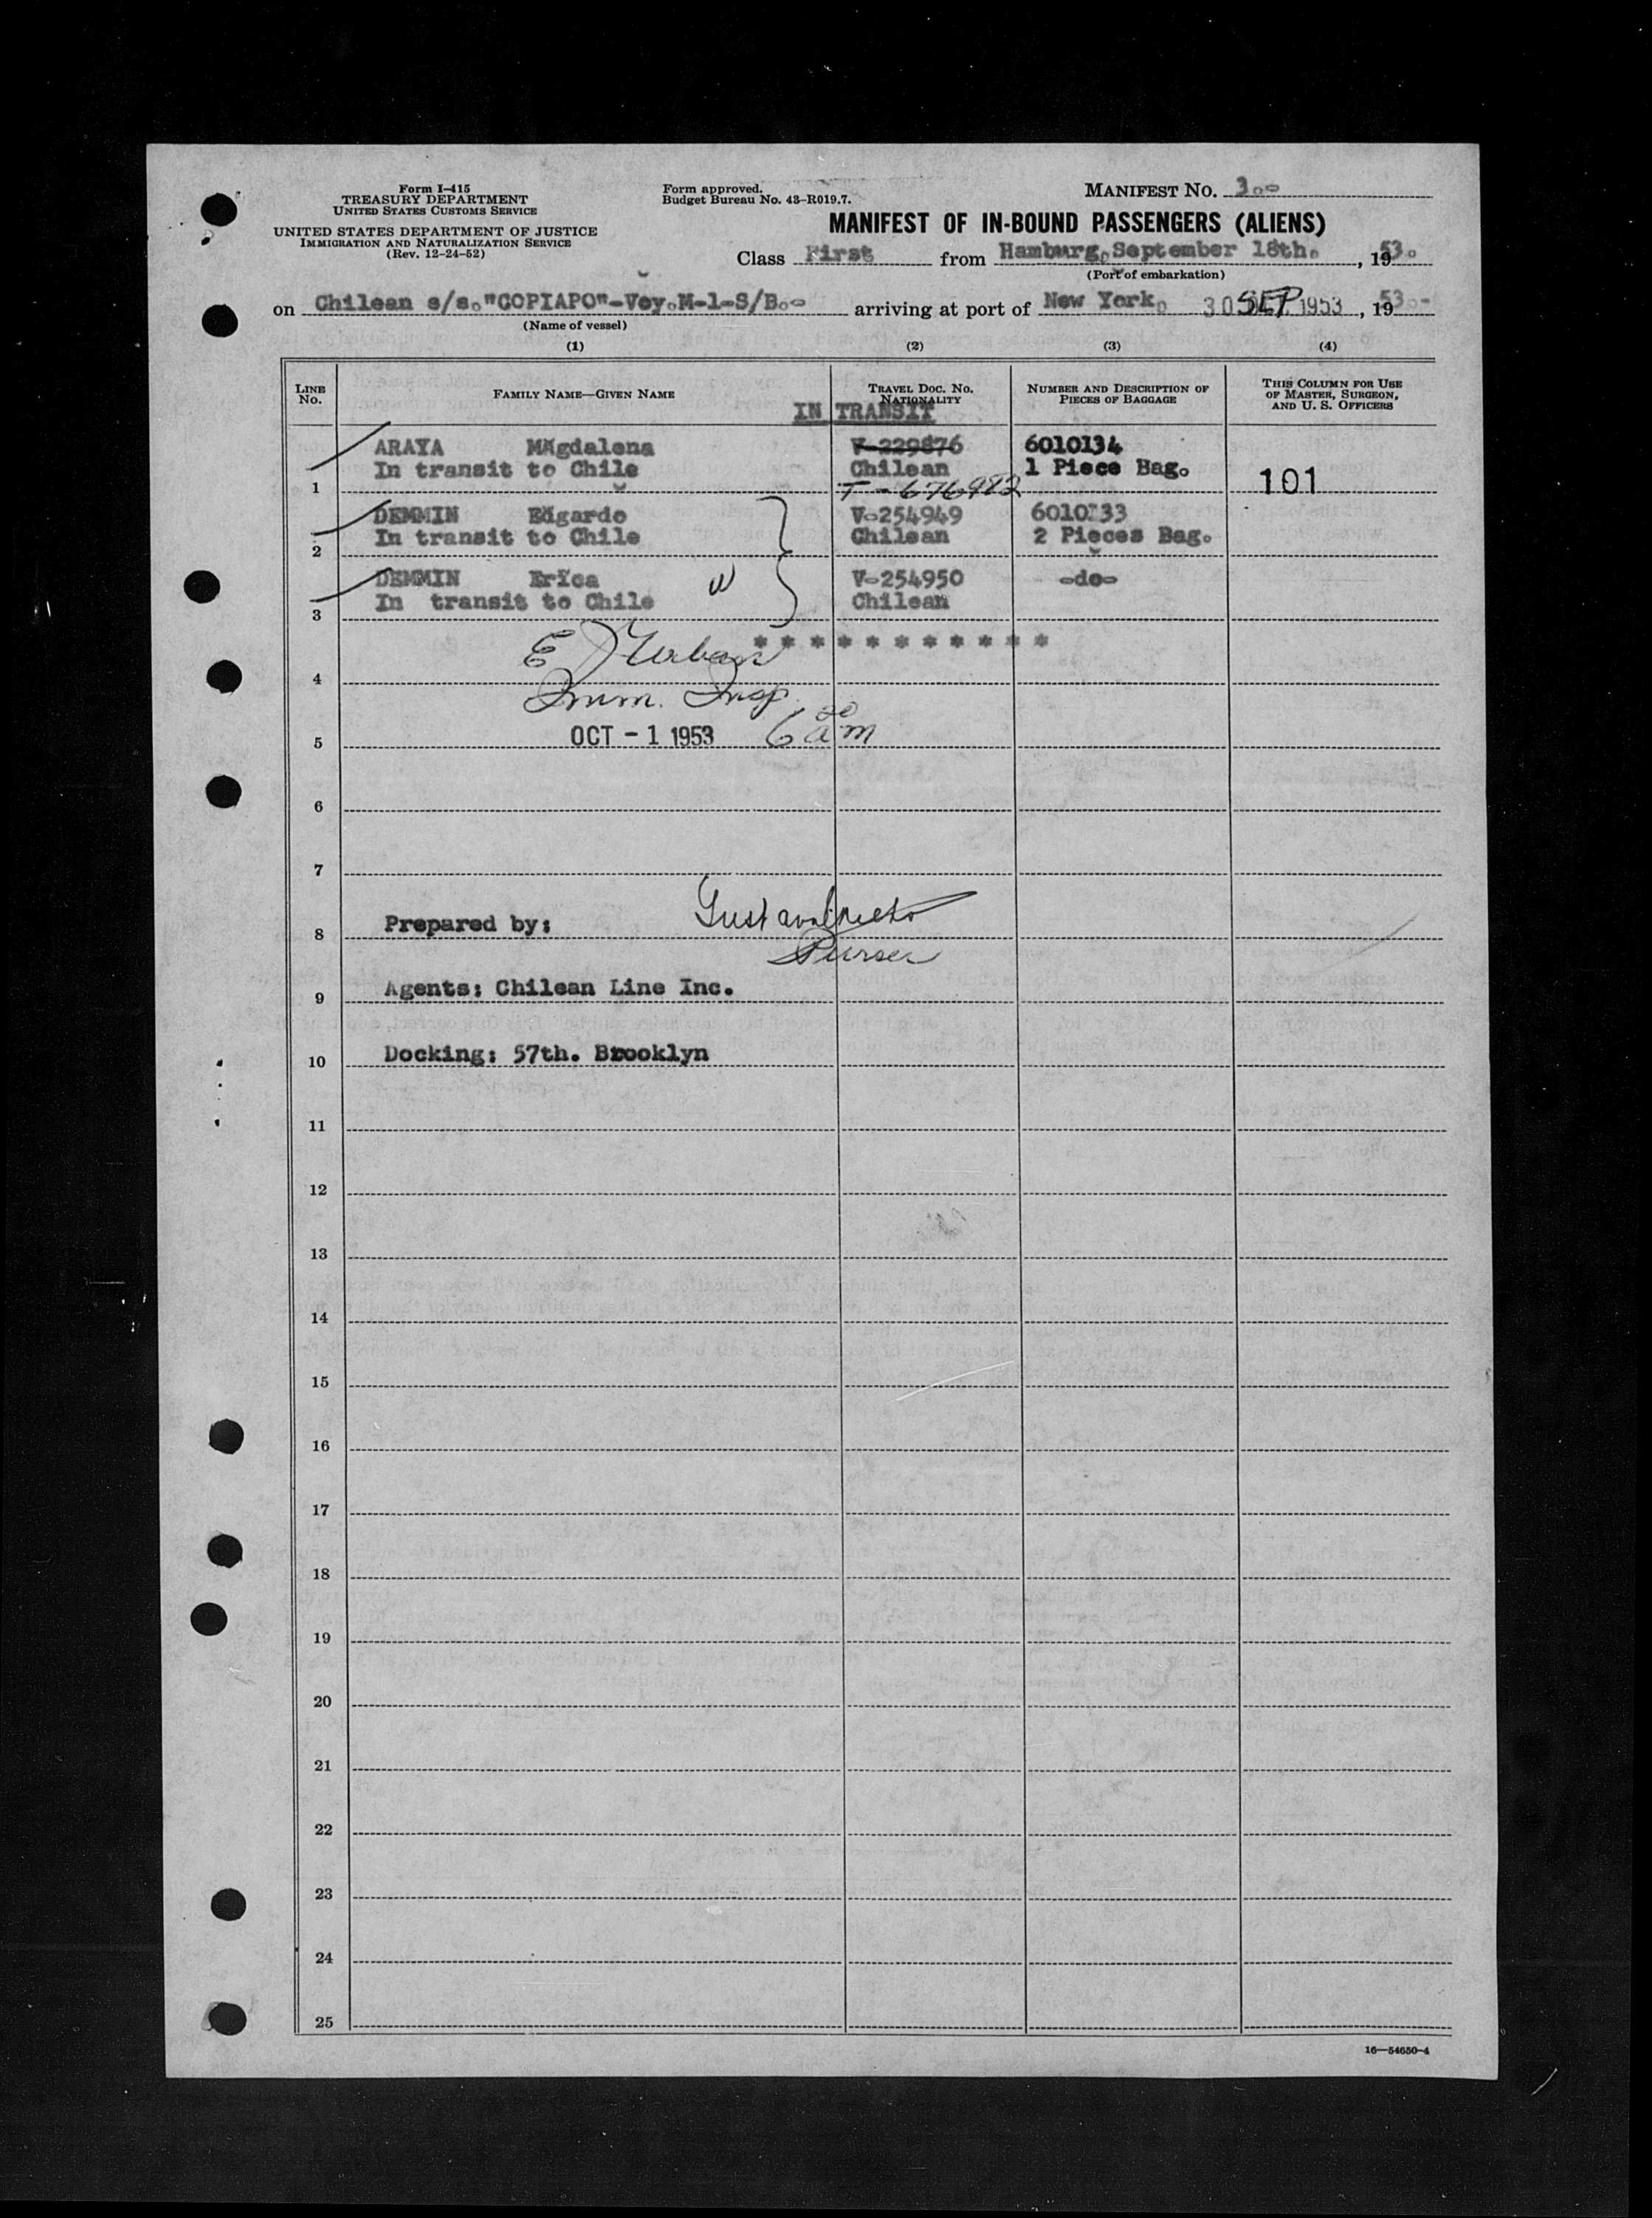 Form I-415
TREASURY DEPARTMENT
UNITED STATES CUSTOMS SERVICE
UNITED STATES DEPARTMENT OF JUSTICE
IMMIGRATION AND NATURALIZATION SERVICE
(Rev. 12-24-52)
Form approved.
Budget Bureau No. 43-R019.7.
MANIFEST NO. 3.-
MANIFEST OF IN-BOUND PASSENGERS (ALIENS)
Class First from Hamburg, September 18th. , 1953.
(Port of embarkation)
on Chilean s/s. "COPIAPO"-Voy.M-1-S/B.- arriving at port of New York. 30 SEP 1953 , 1953.-
(Name of vessel)
(1) (2) (3) (4)
LINE No. FAMILY NAME—GIVEN NAME TRAVEL DOC. NO. NATIONALITY NUMBER AND DESCRIPTION OF PIECES OF BAGGAGE THIS COLUMN FOR USE OF MASTER, SURGEON, AND U. S. OFFICERS
IN TRANSIT
ARAYA Magdalena V-229876 6010134
In transit to Chile Chilean 1 Piece Bag.
1 T-676982 101
DEMMIN Edgardo V-254949 6010133
In transit to Chile Chilean 2 Pieces Bag.
2
DEMMIN Erica V-254950 -do-
In transit to Chile Chilean
3
* * * * * * * * * * *
E
4
Imm. Insp.
5 OCT - 1 1953 6 20 am
6
7
8 Prepared by: Gustavo
Purser
9 Agents: Chilean Line Inc.
10 Docking: 57th. Brooklyn
11
12
13
14
15
16
17
18
19
20
21
22
23
24
25
16—54650-4